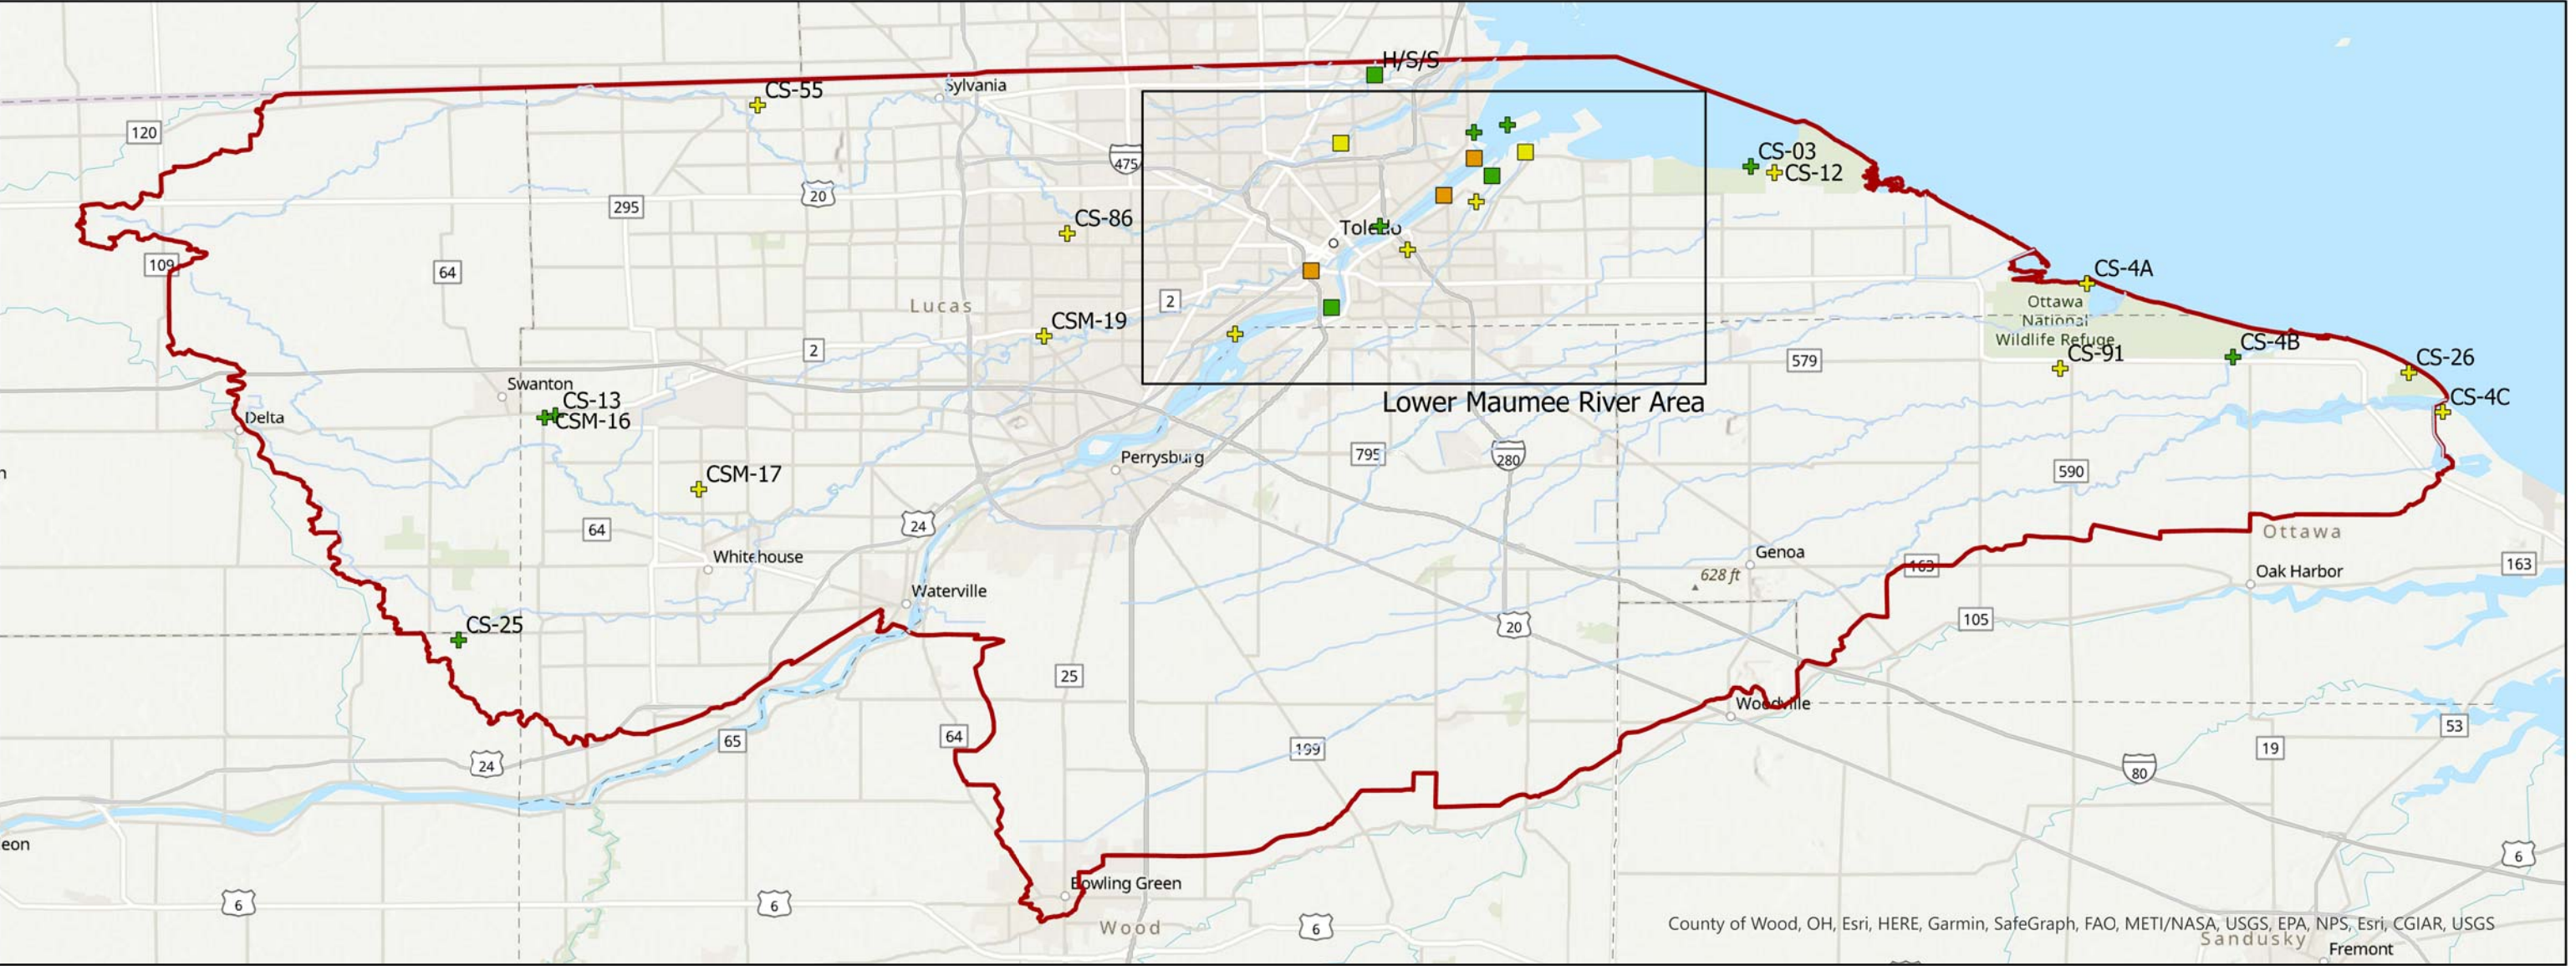 H/S/S
CS-55
Sylvania
120
475
CS-03
CS-12
20
295
CS-86
Toledo
109
64
CS-4A
Lucas
2
Ottawa
National
Wildlife Refuge
CSM-19
2
579
CS-4B
CS-91
CS-26
Swanton
CS-13
CSM-16
Lower Maumee River Area
CS-4C
Delta
Perrysburg
795
280
590
CSM-17
24
64
Whitehouse
Ottawa
Genoa
163
163
628 ft
Oak Harbor
Waterville
CS-25
20
105
25
Woodville
64
65
199
53
19
24
80
eon
6
Bowling Green
6
6
6
Wood
County of Wood, OH, Esri, HERE, Garmin, SafeGraph, FAO, METI/NASA, USGS, EPA, NPS, Esri, CGIAR, USGS
Sandusky
Fremont